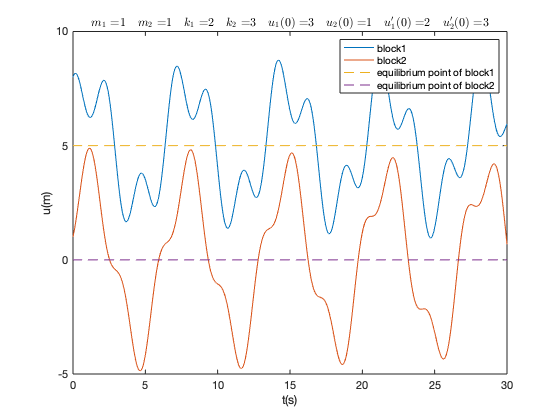 m₁ = 1 m₂ = 1 k₁ = 2 k₂ = 3 u₁(0) = 3 u₂(0) = 1 u₁′(0) = 2 u₂′(0) = 3
10
block1
block2
equilibrium point of block1
equilibrium point of block2
5
u(m)
0
-5
0 5 10 15 20 25 30
t(s)